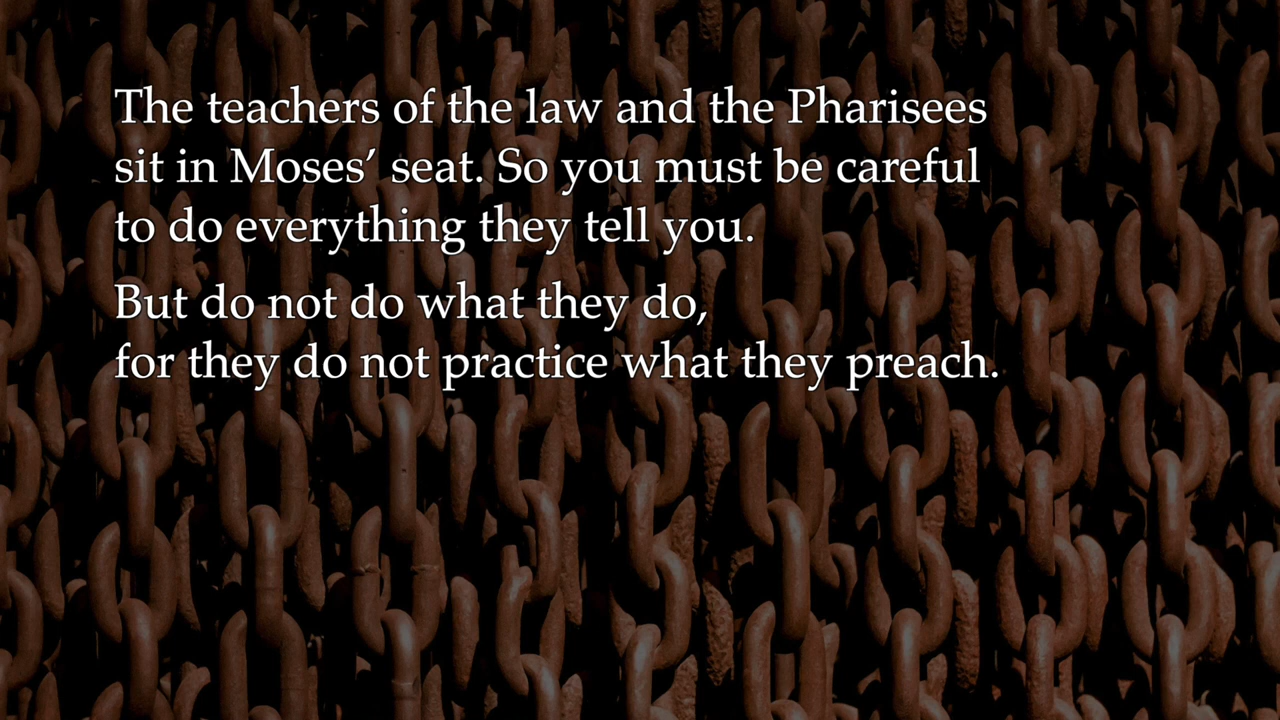 The teachers of the law and the Pharisees
sit in Moses’ seat. So you must be careful
to do everything they tell you.
But do not do what they do,
for they do not practice what they preach.